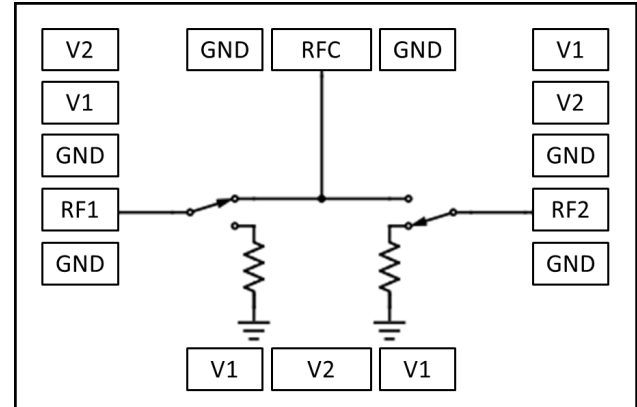 V2 GND RFC GND V1
V1 V2
GND GND
RF1 RF2
GND GND
V1 V2 V1